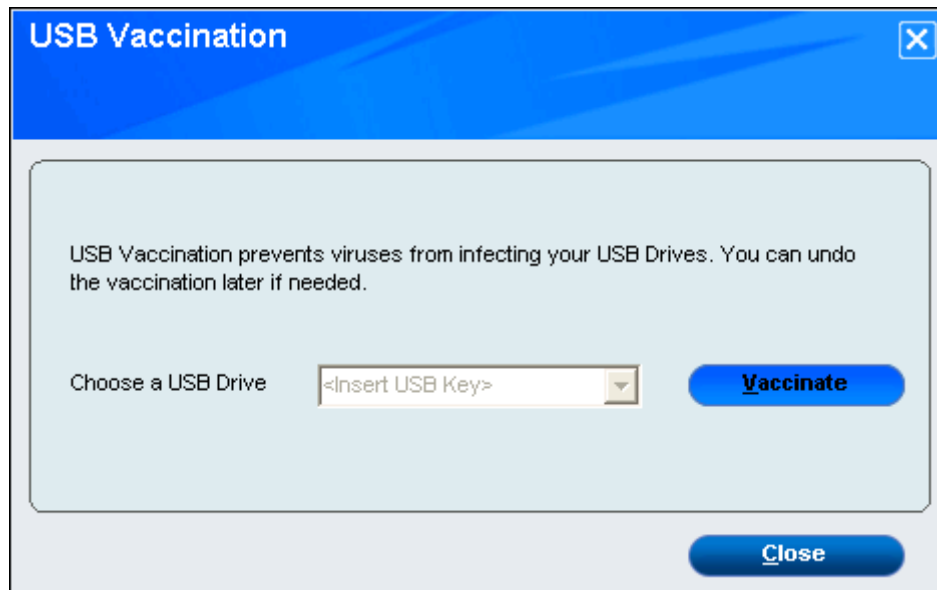 USB Vaccination
USB Vaccination prevents viruses from infecting your USB Drives. You can undo
the vaccination later if needed.
Choose a USB Drive
<Insert USB Key>
Vaccinate
Close